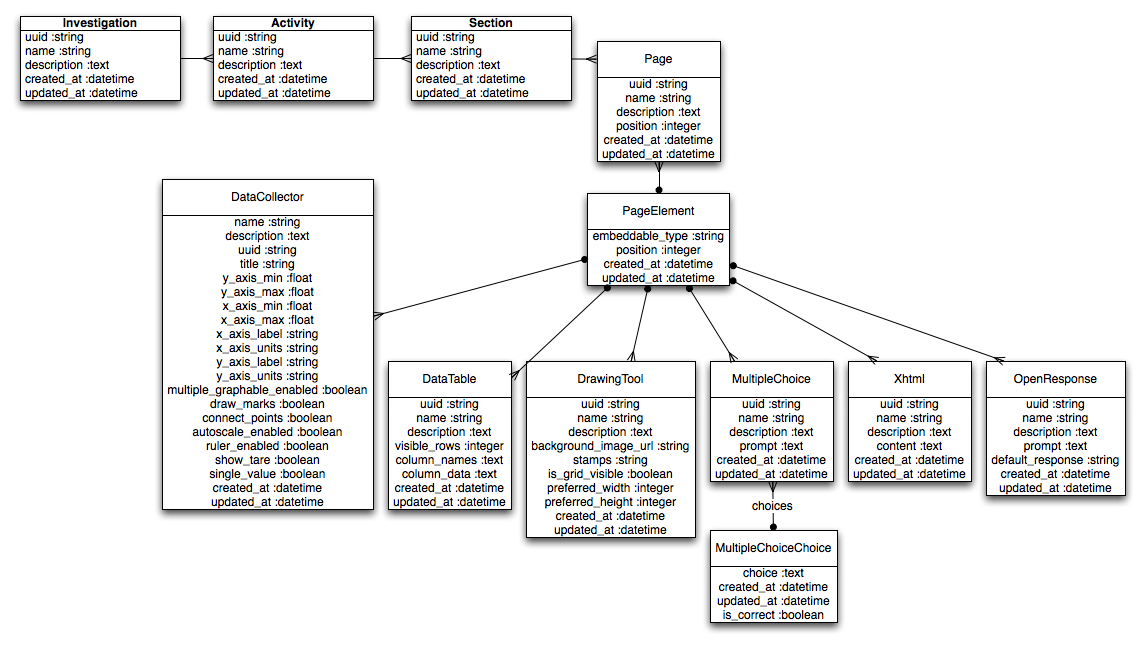 Investigation
uuid :string
name :string
description :text
created_at :datetime
updated_at :datetime
Activity
uuid :string
name :string
description :text
created_at :datetime
updated_at :datetime
Section
uuid :string
name :string
description :text
created_at :datetime
updated_at :datetime
Page
uuid :string
name :string
description :text
position :integer
created_at :datetime
updated_at :datetime
PageElement
embeddable_type :string
position :integer
created_at :datetime
updated_at :datetime
DataCollector
name :string
description :text
uuid :string
title :string
y_axis_min :float
y_axis_max :float
x_axis_min :float
x_axis_max :float
x_axis_label :string
x_axis_units :string
y_axis_label :string
y_axis_units :string
multiple_graphable_enabled :boolean
draw_marks :boolean
connect_points :boolean
autoscale_enabled :boolean
ruler_enabled :boolean
show_tare :boolean
single_value :boolean
created_at :datetime
updated_at :datetime
DataTable
uuid :string
name :string
description :text
visible_rows :integer
column_names :text
column_data :text
created_at :datetime
updated_at :datetime
DrawingTool
uuid :string
name :string
description :text
background_image_url :string
stamps :string
is_grid_visible :boolean
preferred_width :integer
preferred_height :integer
created_at :datetime
updated_at :datetime
MultipleChoice
uuid :string
name :string
description :text
prompt :text
created_at :datetime
updated_at :datetime
Xhtml
uuid :string
name :string
description :text
content :text
created_at :datetime
updated_at :datetime
OpenResponse
uuid :string
name :string
description :text
prompt :text
default_response :string
created_at :datetime
updated_at :datetime
choices
MultipleChoiceChoice
choice :text
created_at :datetime
updated_at :datetime
is_correct :boolean